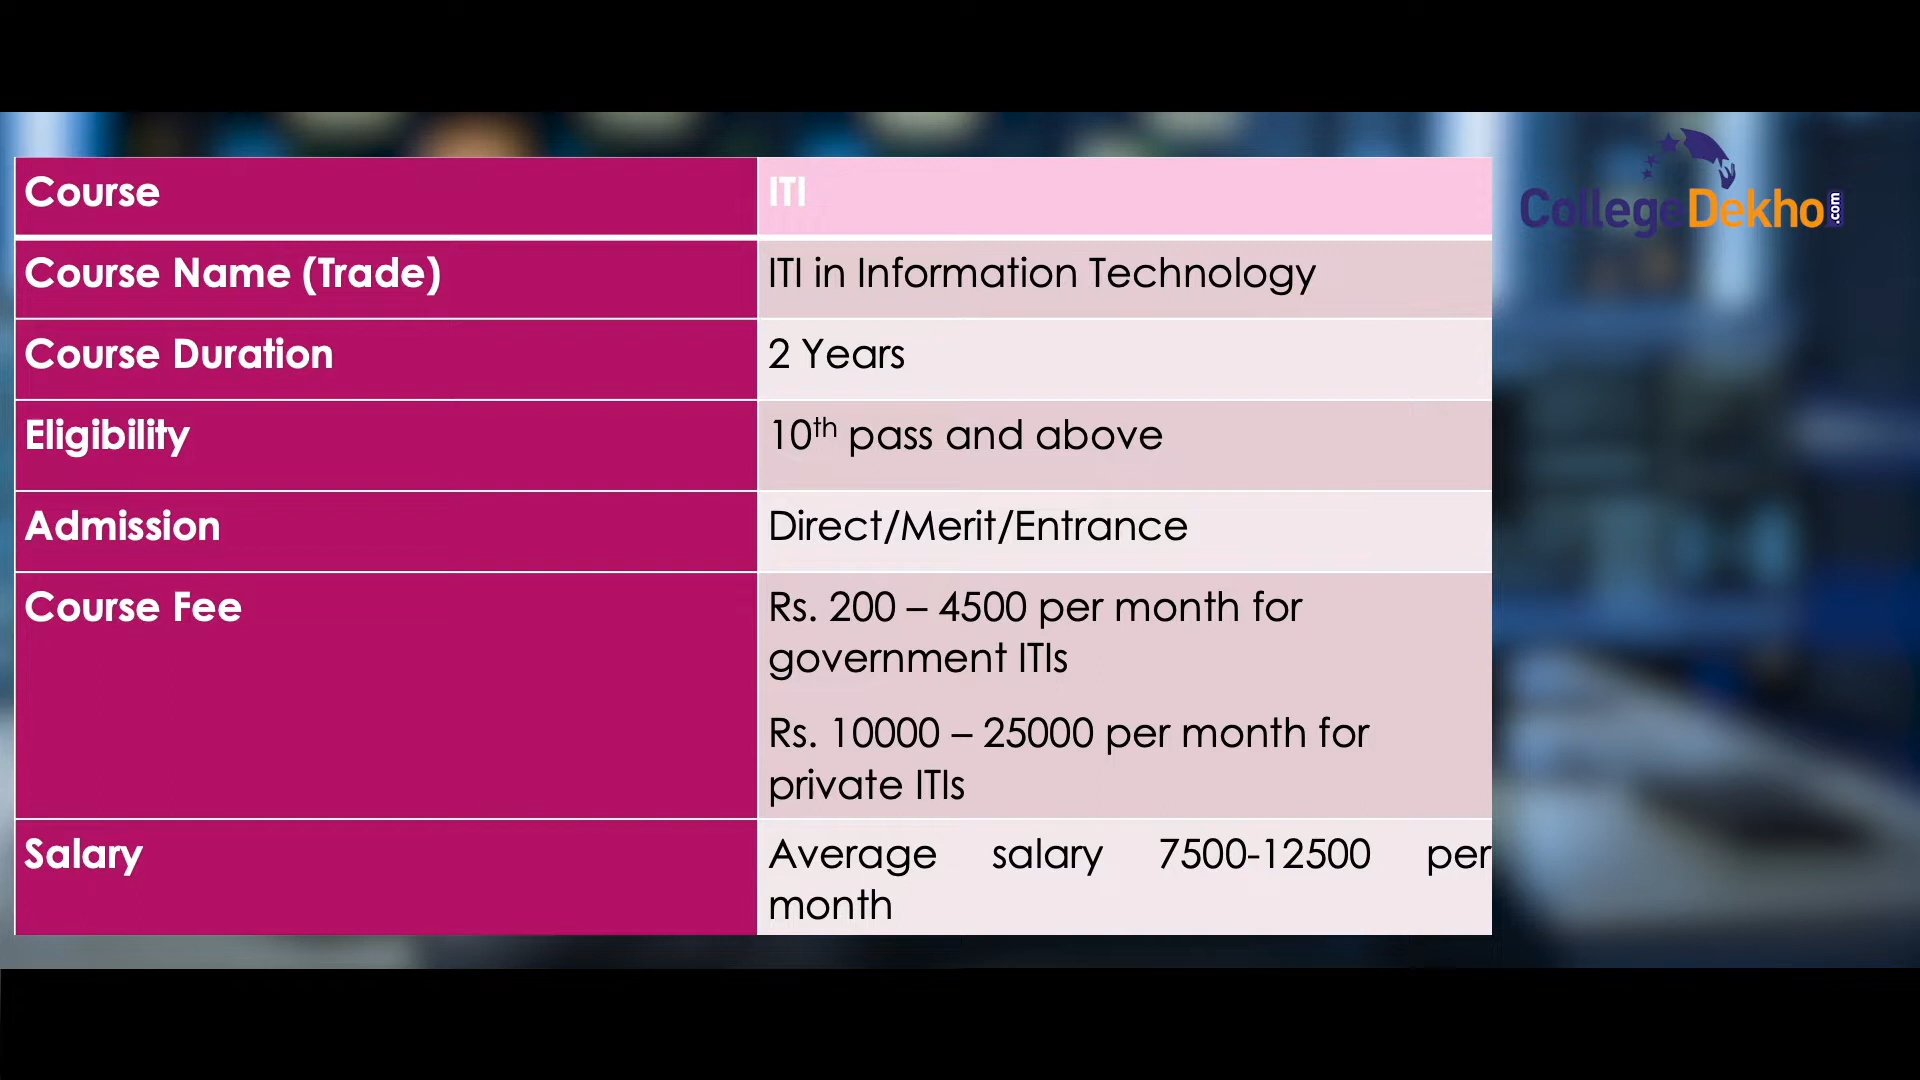 Course
ITI
Course Name (Trade)
ITI in Information Technology
Course Duration
2 Years
Eligibility
10th pass and above
Admission
Direct/Merit/Entrance
Course Fee
Rs. 200 – 4500 per month for
government ITIs
Rs. 10000 – 25000 per month for
private ITIs
Salary
Average salary 7500-12500 per
month
CollegeDekho.com